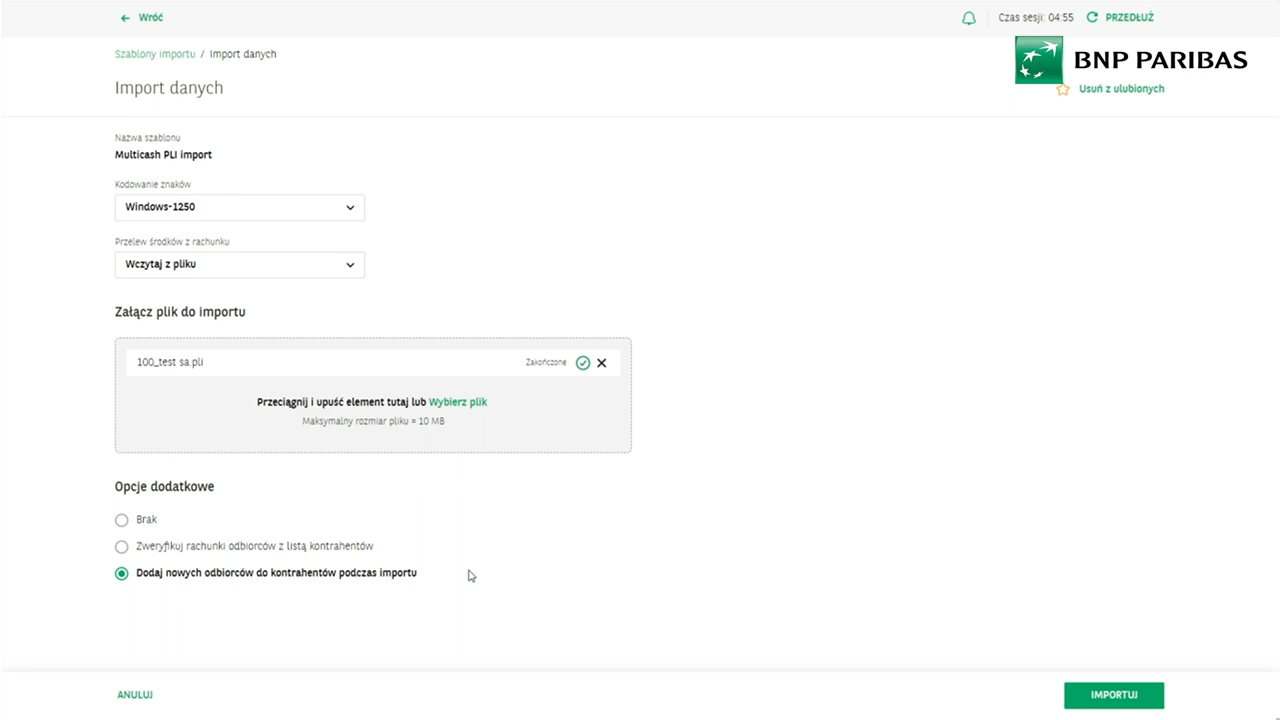 Wróć
Czas sesji: 04:55 PRZEDŁUŻ
Szablony importu / Import danych
BNP PARIBAS
Import danych
Usuń z ulubionych
Nazwa szablonu
Multicash PLI import
Kodowanie znaków
Windows-1250
Przelew środków z rachunku
Wczytaj z pliku
Załącz plik do importu
100_test sa.pli Zakończone
Przeciągnij i upuść element tutaj lub Wybierz plik
Maksymalny rozmiar pliku = 10 MB
Opcje dodatkowe
Brak
Zweryfikuj rachunki odbiorców z listą kontrahentów
Dodaj nowych odbiorców do kontrahentów podczas importu
ANULUJ IMPORTUJ